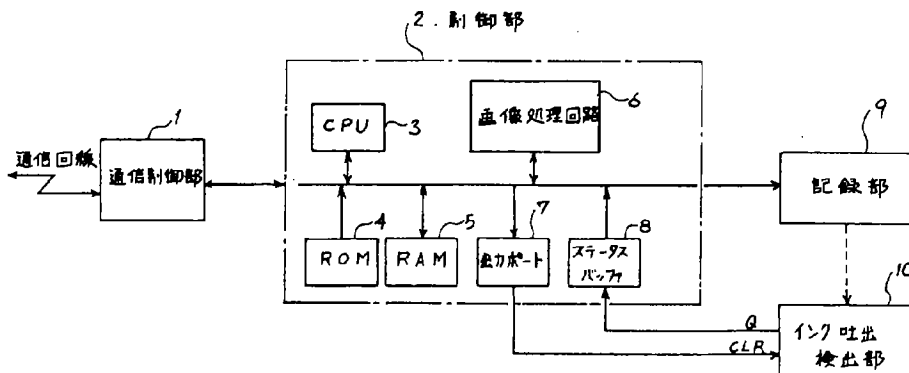 2. 制御部
1
通信回線
通信制御部
CPU
3
画像処理回路
6
9
記録部
4
ROM
5
RAM
7
出力ポート
8
ステータス
バッファ
10
Q
CLR
インク吐出
検出部